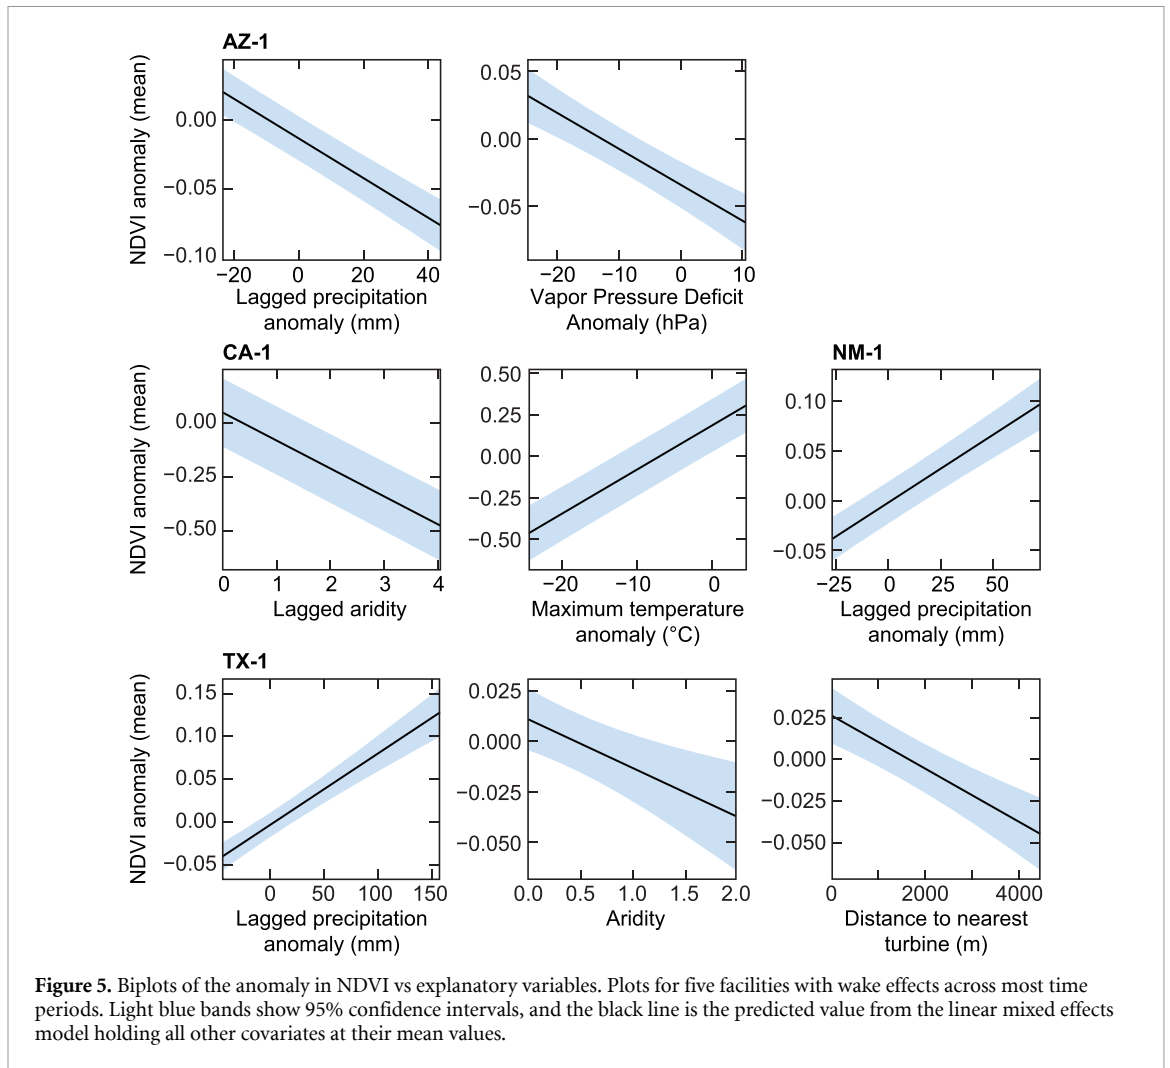 AZ-1
NDVI anomaly (mean)
0.00
−0.05
−0.10
−20 0 20 40
Lagged precipitation
anomaly (mm)
0.05
0.00
−0.05
−20 −10 0 10
Vapor Pressure Deficit
Anomaly (hPa)
CA-1
NDVI anomaly (mean)
0.00
−0.25
−0.50
0 1 2 3 4
Lagged aridity
0.50
0.25
0.00
−0.25
−0.50
−20 −10 0
Maximum temperature
anomaly (°C)
NM-1
0.10
0.05
0.00
−0.05
−25 0 25 50
Lagged precipitation
anomaly (mm)
TX-1
NDVI anomaly (mean)
0.15
0.10
0.05
0.00
−0.05
0 50 100 150
Lagged precipitation
anomaly (mm)
0.025
0.000
−0.025
−0.050
0.0 0.5 1.0 1.5 2.0
Aridity
0.025
0.000
−0.025
−0.050
0 2000 4000
Distance to nearest
turbine (m)
Figure 5. Biplots of the anomaly in NDVI vs explanatory variables. Plots for five facilities with wake effects across most time
periods. Light blue bands show 95% confidence intervals, and the black line is the predicted value from the linear mixed effects
model holding all other covariates at their mean values.